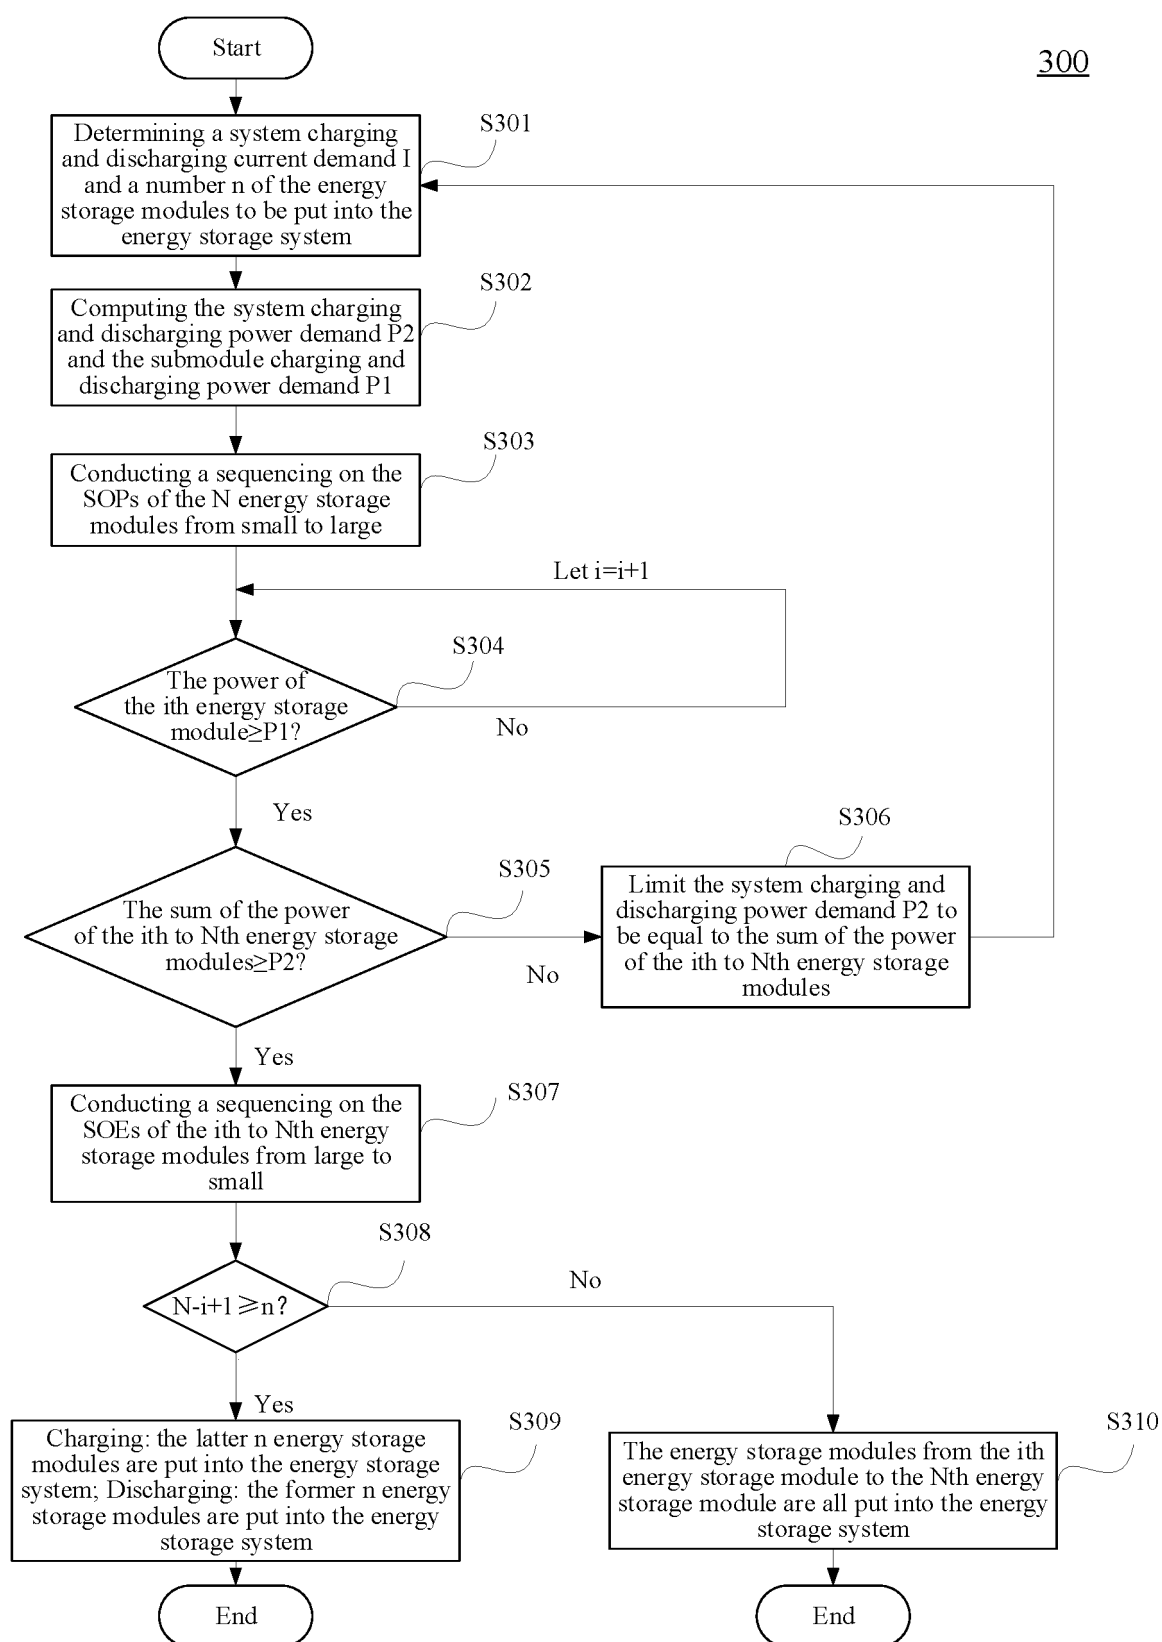 Start
300
Determining a system charging
and discharging current demand I
and a number n of the energy
storage modules to be put into the
energy storage system
S301
Computing the system charging
and discharging power demand P2
and the submodule charging and
discharging power demand P1
S302
Conducting a sequencing on the
SOPs of the N energy storage
modules from small to large
S303
Let i=i+1
The power of
the ith energy storage
module≥P1?
S304
No
Yes
The sum of the power
of the ith to Nth energy storage
modules≥P2?
S305
No
S306
Limit the system charging and
discharging power demand P2 to
be equal to the sum of the power
of the ith to Nth energy storage
modules
Yes
Conducting a sequencing on the
SOEs of the ith to Nth energy
storage modules from large to
small
S307
N-i+1≥n?
S308
No
Yes
Charging: the latter n energy storage
modules are put into the energy storage
system; Discharging: the former n energy
storage modules are put into the energy
storage system
S309
The energy storage modules from the ith
energy storage module to the Nth energy
storage module are all put into the energy
storage system
S310
End
End